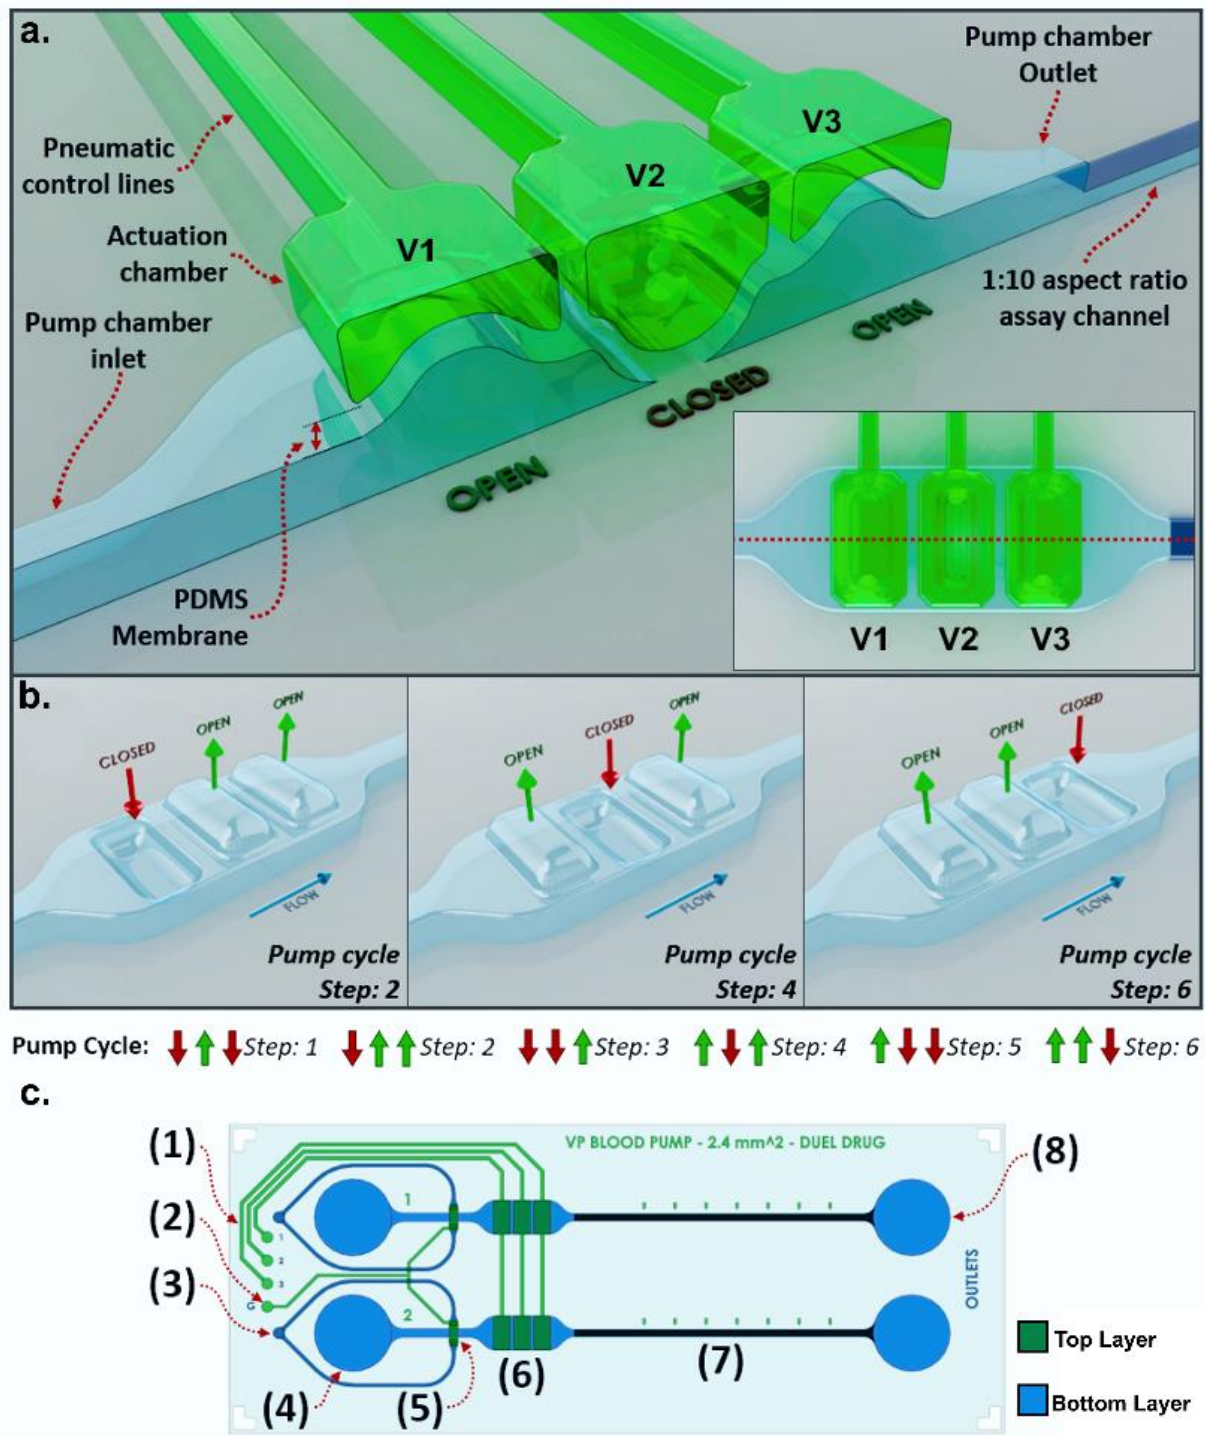 a.
Pump chamber
Outlet
V3
V2
Pneumatic
control lines
V1
Actuation
chamber
1:10 aspect ratio
assay channel
Pump chamber
inlet
OPEN
CLOSED
OPEN
PDMS
Membrane
V1 V2 V3
b.
CLOSED OPEN OPEN
FLOW
Pump cycle
Step: 2
OPEN CLOSED OPEN
FLOW
Pump cycle
Step: 4
OPEN OPEN CLOSED
FLOW
Pump cycle
Step: 6
Pump Cycle: ↓↑↓ Step: 1 ↓↑↑ Step: 2 ↓↓↑ Step: 3 ↑↓↑ Step: 4 ↑↓↓ Step: 5 ↑↑↓ Step: 6
c.
VP BLOOD PUMP - 2.4 mm^2 - DUEL DRUG
(1)
(8)
1
(2)
1
2
3
(3)
G
OUTLETS
2
(4)
(5)
(6)
(7)
Top Layer
Bottom Layer